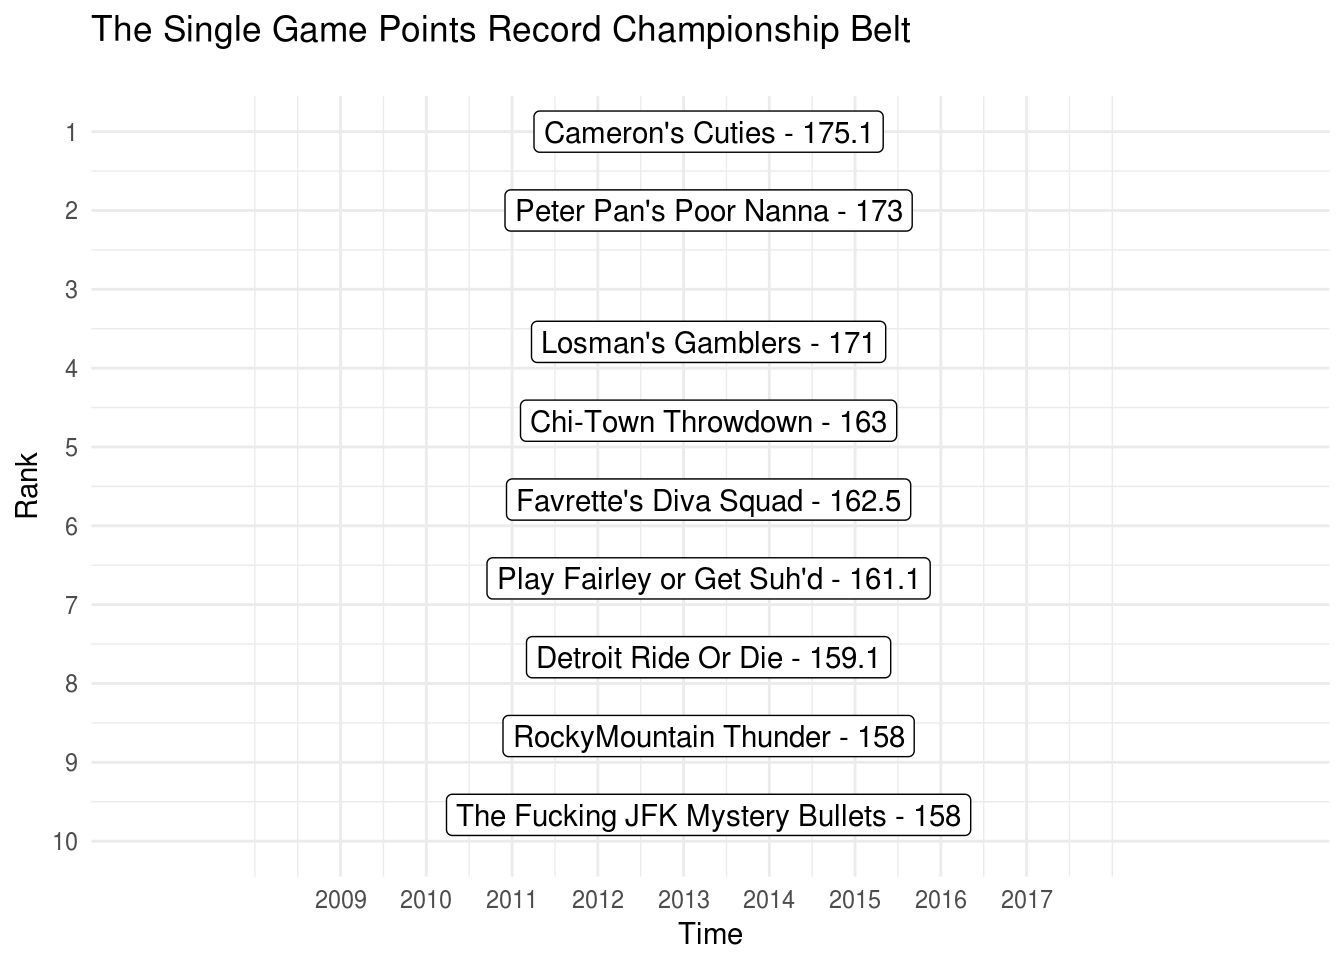 The Single Game Points Record Championship Belt
1
Cameron's Cuties - 175.1
2
Peter Pan's Poor Nanna - 173
3
Losman's Gamblers - 171
4
Chi-Town Throwdown - 163
5
Rank
Favrette's Diva Squad - 162.5
6
Play Fairley or Get Suh'd - 161.1
7
Detroit Ride Or Die - 159.1
8
RockyMountain Thunder - 158
9
The Fucking JFK Mystery Bullets - 158
10
2009 2010 2011 2012 2013 2014 2015 2016 2017
Time